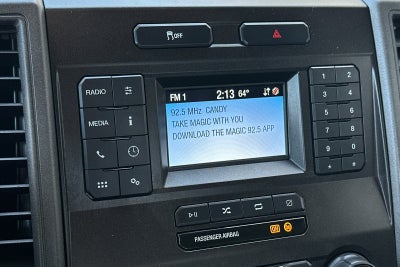 OFF
FM 1 2:13 64°
92.5 MHz CANDY
TAKE MAGIC WITH YOU
DOWNLOAD THE MAGIC 92.5 APP
RADIO
MEDIA
i
1 2
3 4
5 6
7 8
9 0
* #
PASSENGER AIRBAG